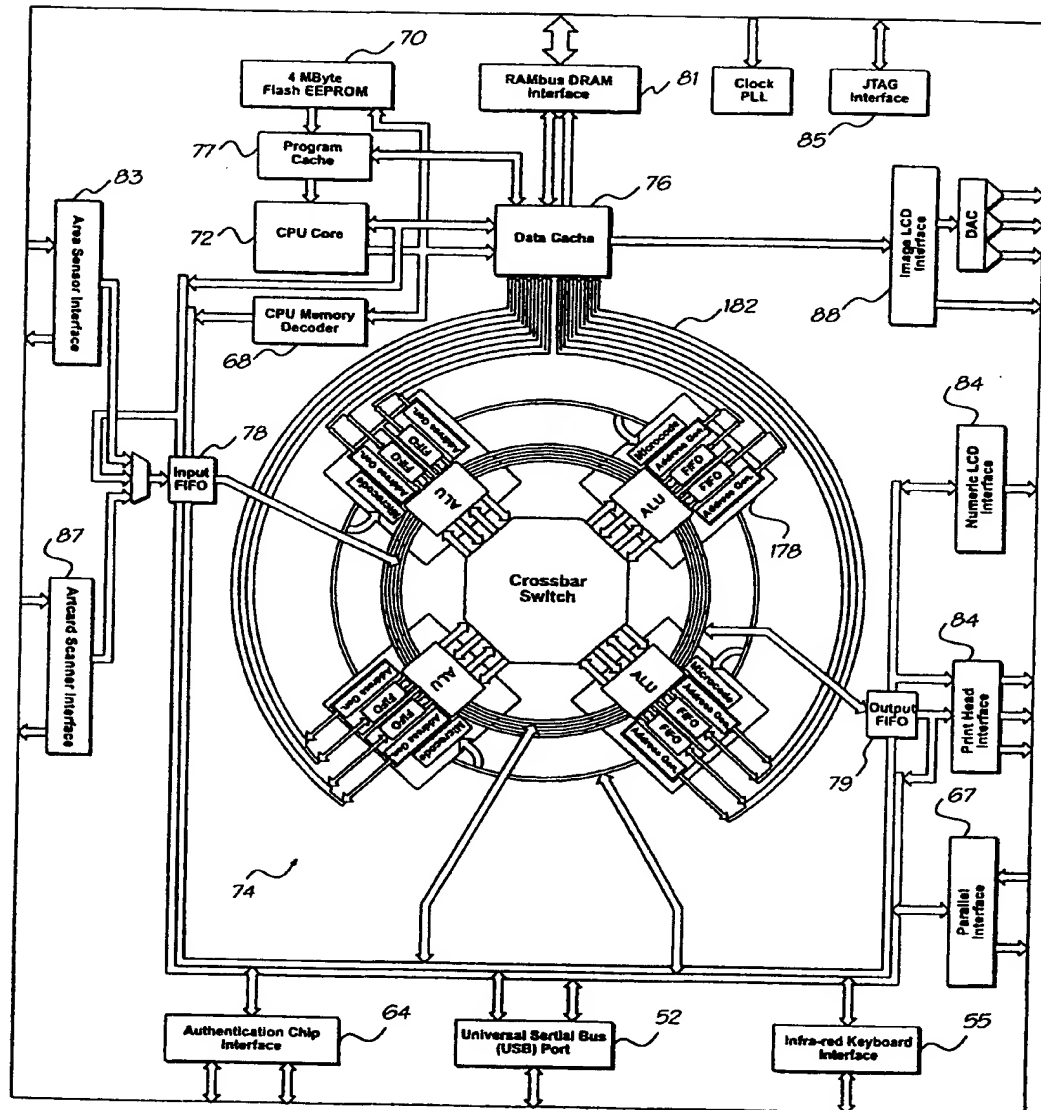 70
4 MByte
Flash EEPROM
RAMbus DRAM
Interface
81
Clock
PLL
JTAG
Interface
85
77
Program
Cache
83
Area Sensor Interface
72
CPU Core
76
Data Cache
Image LCD
Interface
DAC
88
CPU Memory
Decoder
68
182
78
Input
FIFO
Microcode
Address Gen.
FIFO
FIFO
Address Gen.
ALU
Microcode
Address Gen.
FIFO
FIFO
Address Gen.
ALU
178
84
Numeric LCD
Interface
87
Artcard Scanner Interface
Crossbar
Switch
Address Gen.
FIFO
FIFO
Address Gen.
Microcode
ALU
ALU
Microcode
Address Gen.
FIFO
FIFO
Output
FIFO
79
84
Print Head
Interface
67
Parallel
Interface
74
Authentication Chip
Interface
64
Universal Sertial Bus
(USB) Port
52
Infra-red Keyboard
Interface
55